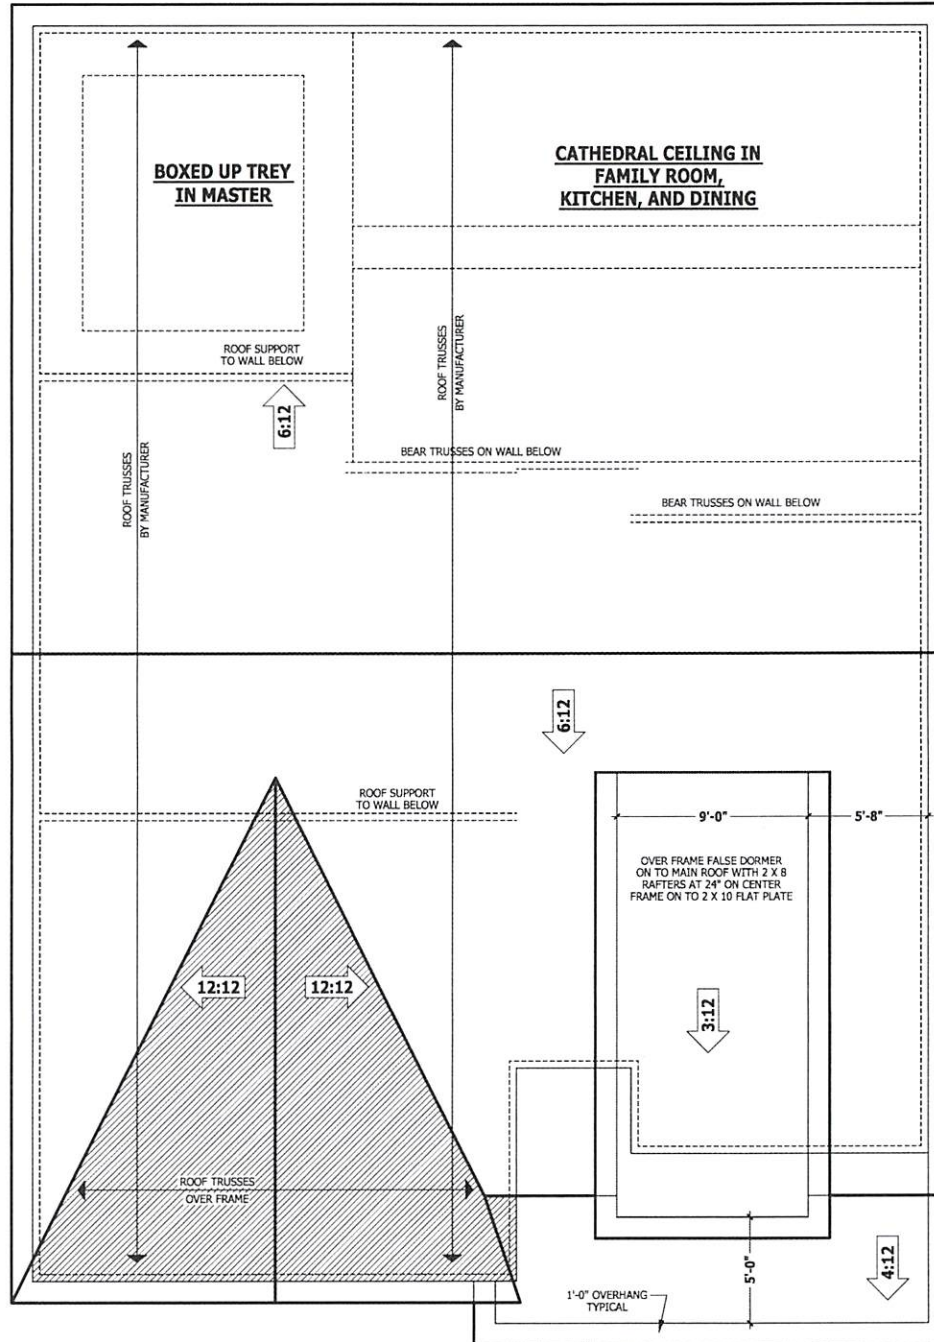 BOXED UP TREY
IN MASTER
CATHEDRAL CEILING IN
FAMILY ROOM,
KITCHEN, AND DINING
ROOF SUPPORT
TO WALL BELOW
ROOF TRUSSES
BY MANUFACTURER
6:12
BEAR TRUSSES ON WALL BELOW
ROOF TRUSSES
BY MANUFACTURER
BEAR TRUSSES ON WALL BELOW
6:12
ROOF SUPPORT
TO WALL BELOW
9'-0"
5'-8"
OVER FRAME FALSE DORMER
ON TO MAIN ROOF WITH 2 X 8
RAFTERS AT 24" ON CENTER
FRAME ON TO 2 X 10 FLAT PLATE
12:12
12:12
3:12
ROOF TRUSSES
OVER FRAME
5'-0"
4:12
1'-0" OVERHANG
TYPICAL